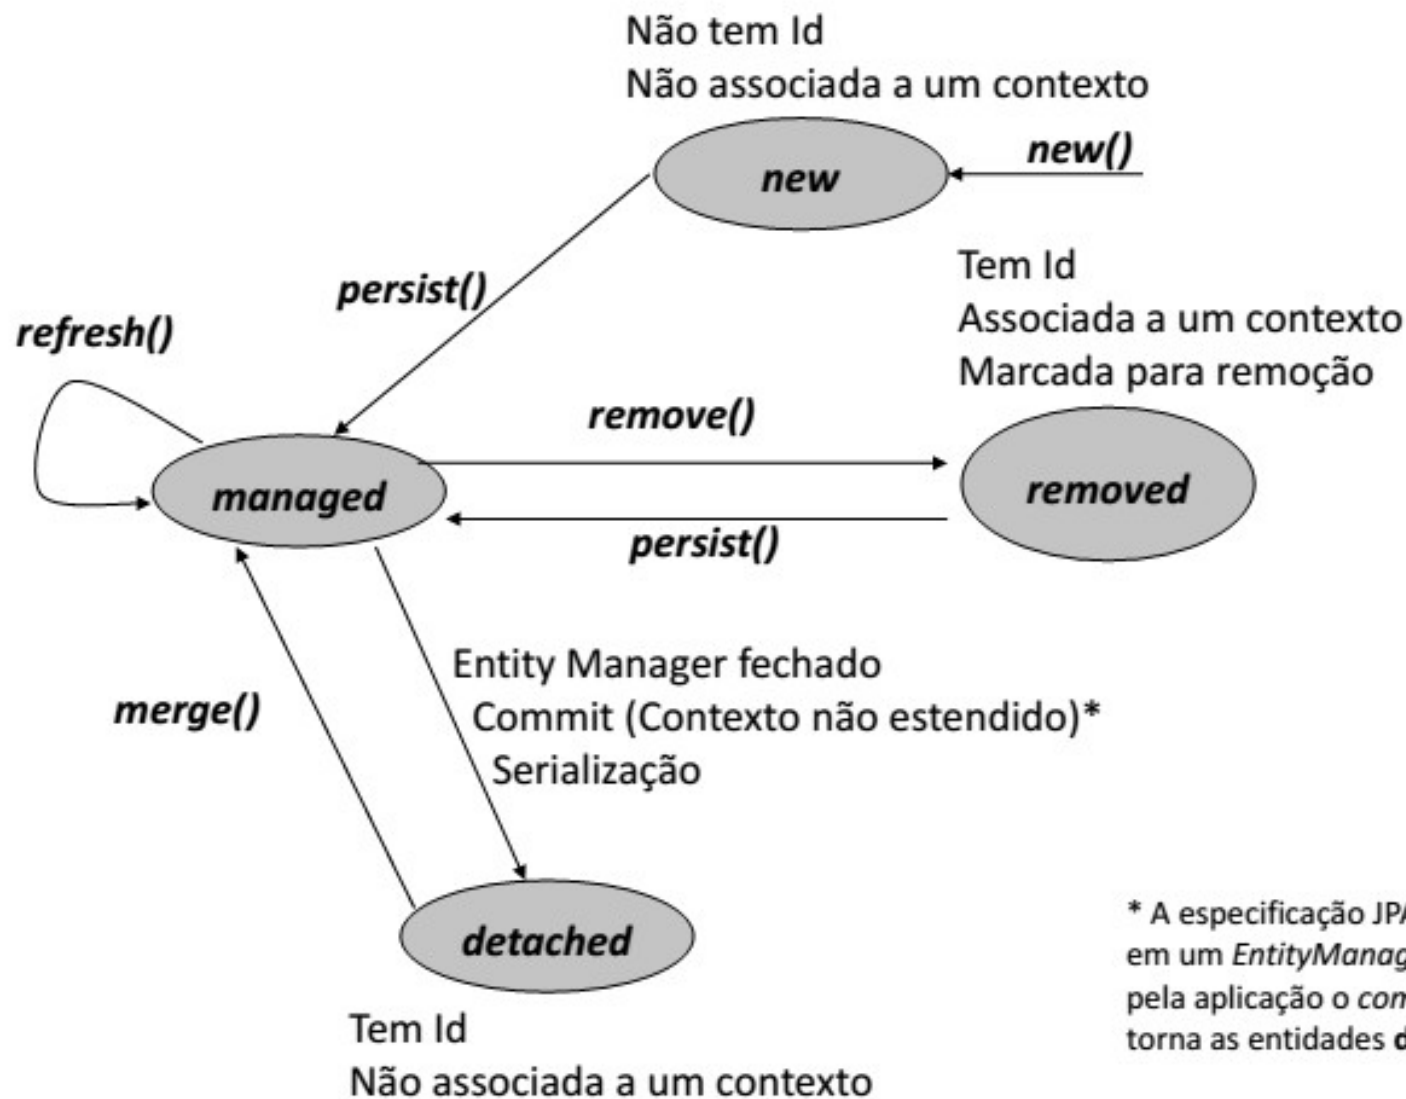 Não tem Id
Não associada a um contexto
new()
new
Tem Id
Associada a um contexto
Marcada para remoção
persist()
refresh()
remove()
managed
removed
persist()
Entity Manager fechado
Commit (Contexto não estendido)*
Serialização
merge()
detached
Tem Id
Não associada a um contexto
* A especificação
em um
pela aplicação o
torna as entidades